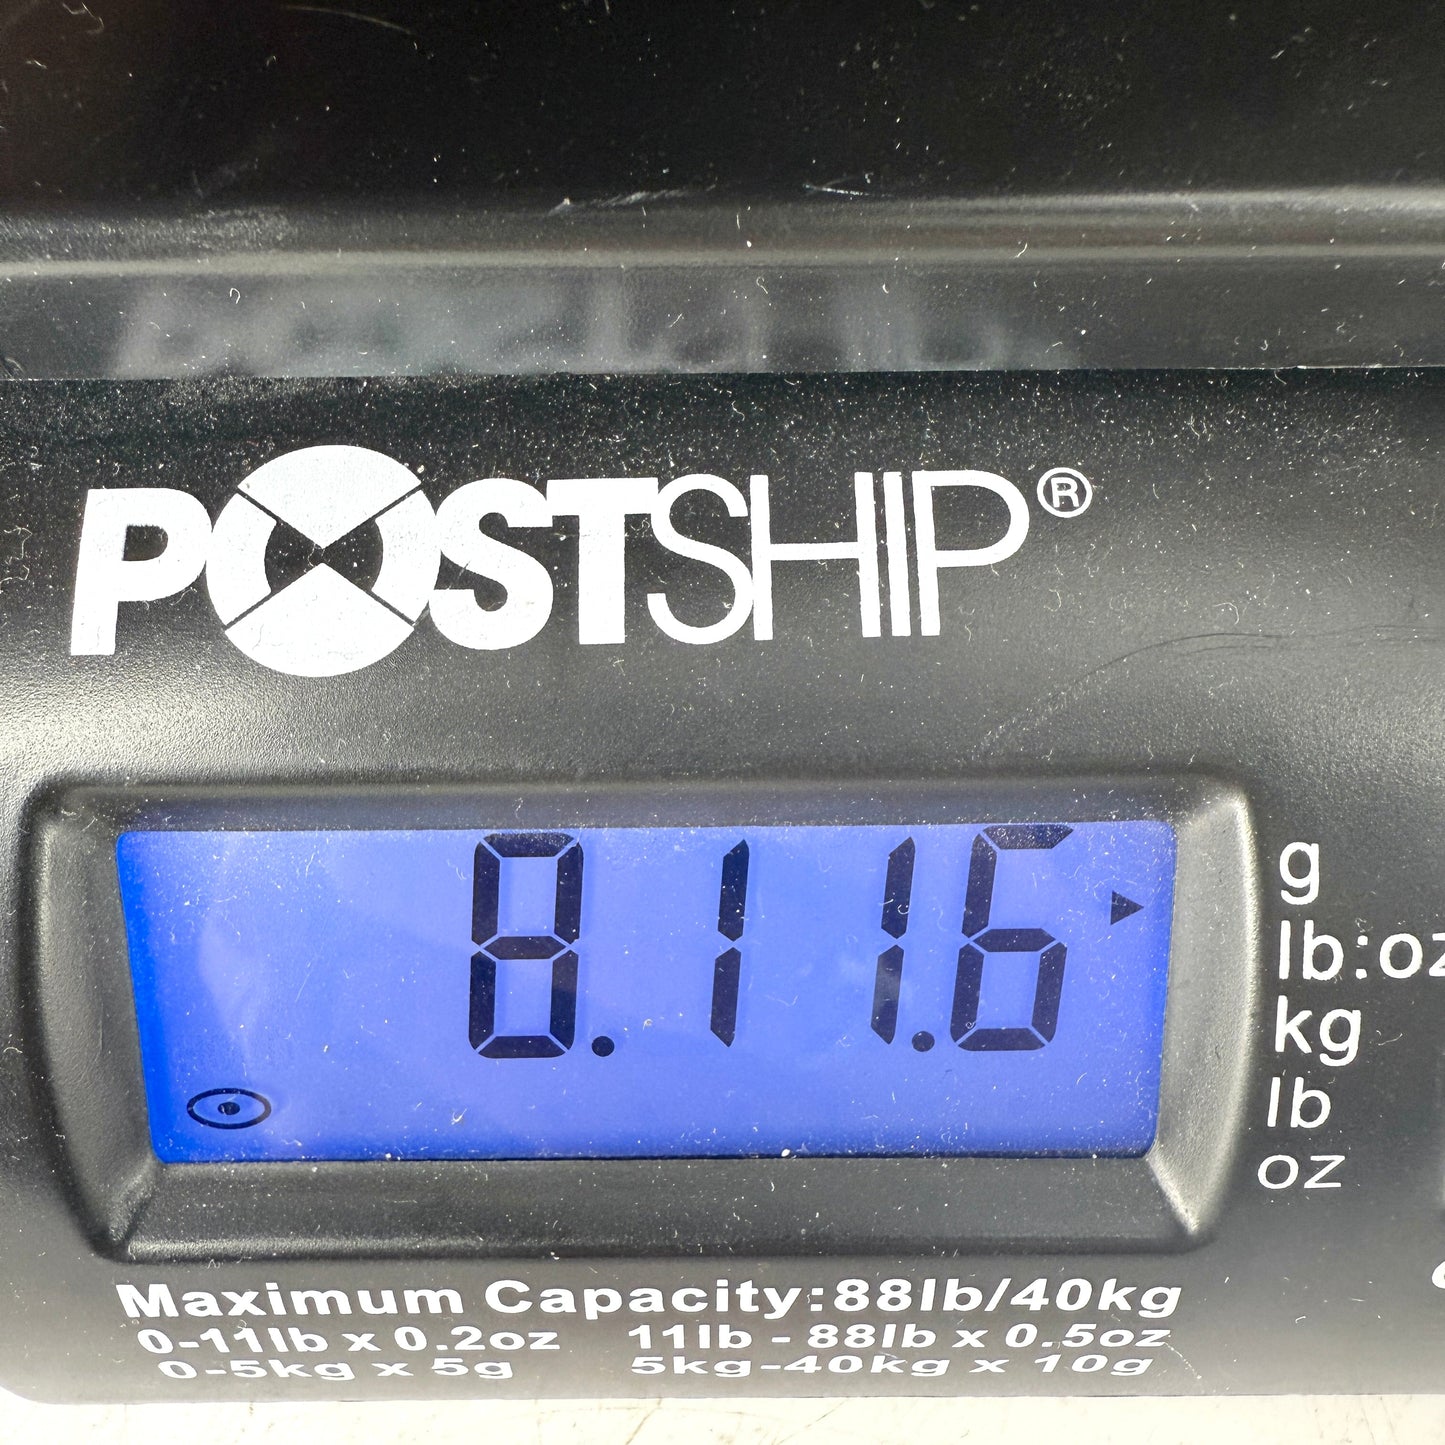 POSTSHIP®
8.11.6
g
lb:oz
kg
lb
oz
Maximum Capacity:88lb/40kg
0-11lb x 0.2oz 11lb - 88lb x 0.5oz
0-5kg x 5g 5kg-40kg x 10g